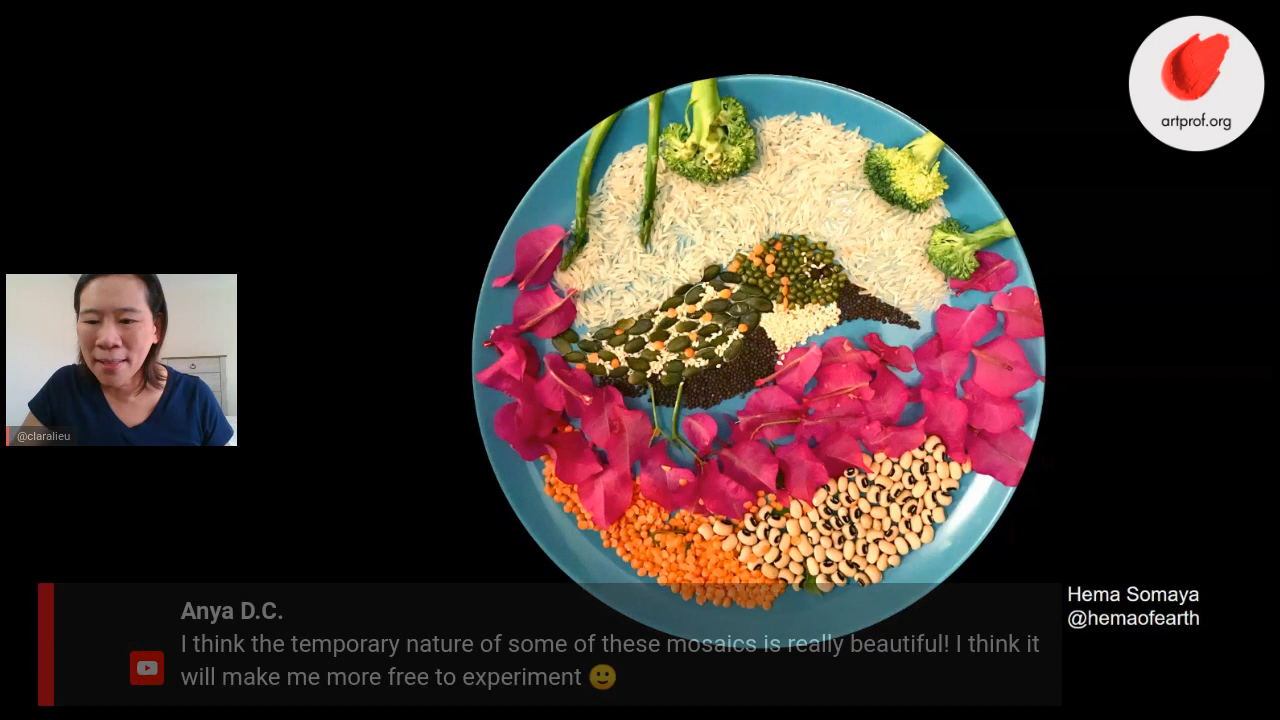 artprof.org
@claralieu
Hema Somaya
@hemaofearth
Anya D.C.
I think the temporary nature of some of these mosaics is really beautiful! I think it
will make me more free to experiment 🙂